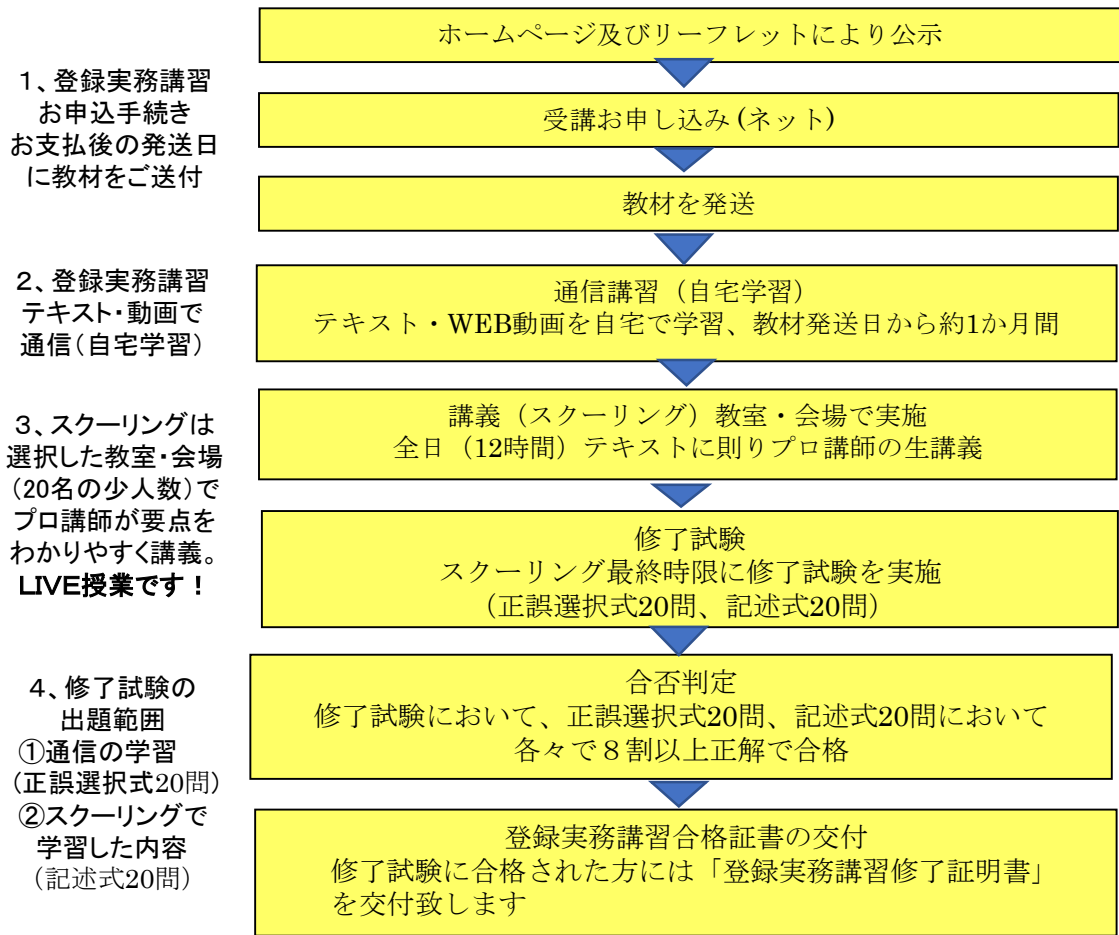 ホームページ及びリーフレットにより公示
1、登録実務講習
お申込手続き
お支払後の発送日
に教材をご送付
受講お申し込み(ネット)
教材を発送
2、登録実務講習
テキスト・動画で
通信(自宅学習)
通信講習（自宅学習）
テキスト・WEB動画を自宅で学習、教材発送日から約1か月間
3、スクーリングは
選択した教室・会場
(20名の少人数)で
プロ講師が要点を
わかりやすく講義。
LIVE授業です！
講義（スクーリング）教室・会場で実施
全日（12時間）テキストに則りプロ講師の生講義
修了試験
スクーリング最終時限に修了試験を実施
（正誤選択式20問、記述式20問）
4、修了試験の
出題範囲
①通信の学習
(正誤選択式20問)
②スクーリングで
学習した内容
（記述式20問）
合否判定
修了試験において、正誤選択式20問、記述式20問において
各々で８割以上正解で合格
登録実務講習合格証書の交付
修了試験に合格された方には「登録実務講習修了証明書」
を交付致します